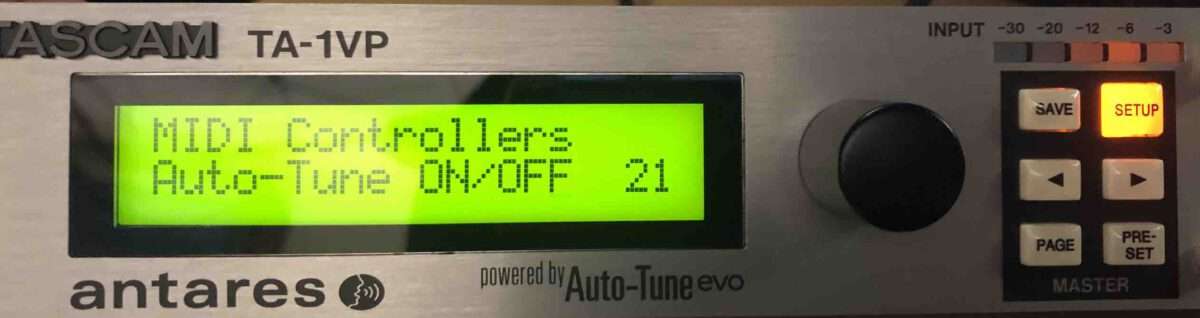 TASCAM TA-1VP
INPUT -30 -20 -12 -6 -3
MIDI Controllers
Auto-Tune ON/OFF 21
SAVE SETUP
PAGE PRE-
SET
MASTER
antares
powered by Auto-Tune evo